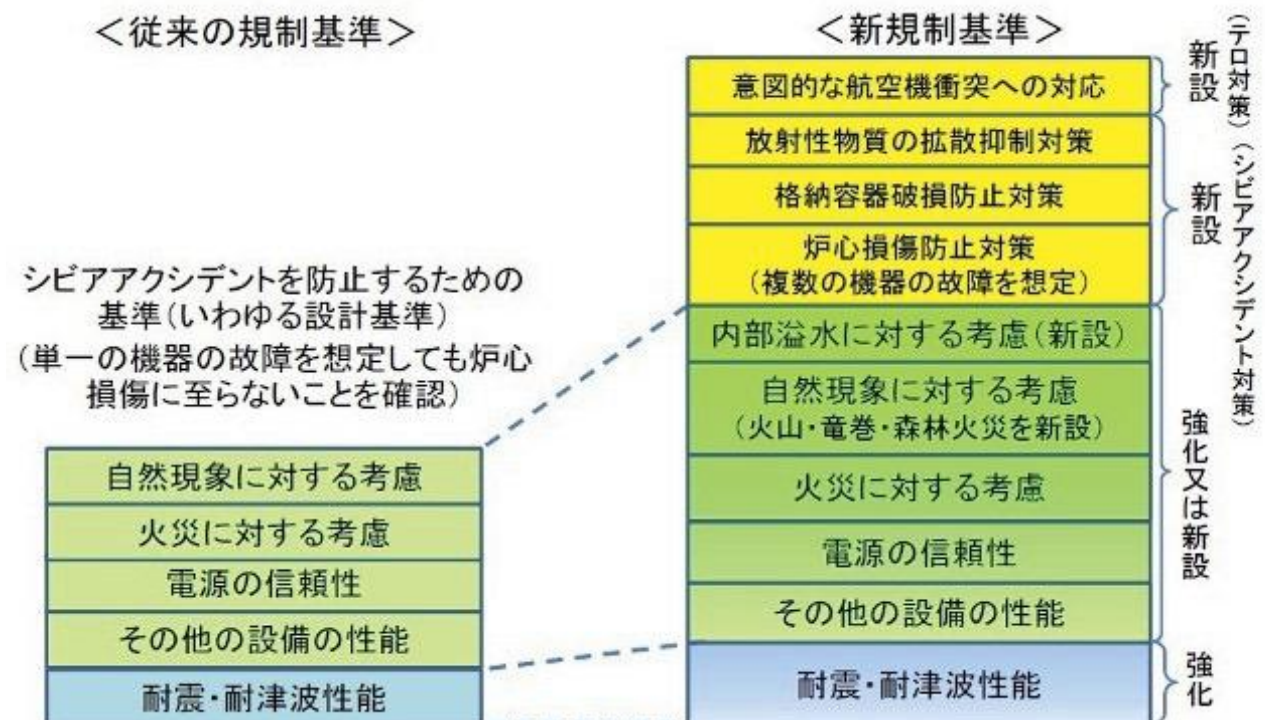 ＜従来の規制基準＞
シビアアクシデントを防止するための
基準(いわゆる設計基準)
(単一の機器の故障を想定しても炉心
損傷に至らないことを確認)
自然現象に対する考慮
火災に対する考慮
電源の信頼性
その他の設備の性能
耐震・耐津波性能
＜新規制基準＞
意図的な航空機衝突への対応
放射性物質の拡散抑制対策
格納容器破損防止対策
炉心損傷防止対策
(複数の機器の故障を想定)
内部溢水に対する考慮(新設)
自然現象に対する考慮
(火山・竜巻・森林火災を新設)
火災に対する考慮
電源の信頼性
その他の設備の性能
耐震・耐津波性能
新設
(テロ対策)
新設
(シビアアクシデント対策)
強化又は新設
強化